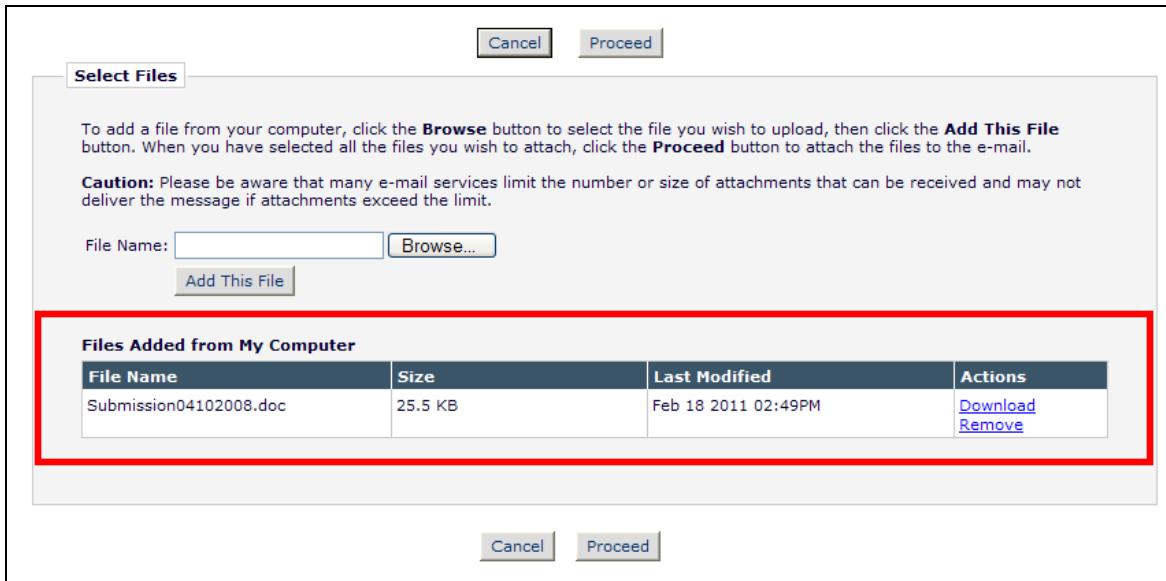 Cancel Proceed
Select Files
To add a file from your computer, click the Browse button to select the file you wish to upload, then click the Add This File
button. When you have selected all the files you wish to attach, click the Proceed button to attach the files to the e-mail.
Caution: Please be aware that many e-mail services limit the number or size of attachments that can be received and may not
deliver the message if attachments exceed the limit.
File Name: Browse...
Add This File
Files Added from My Computer
File Name Size Last Modified Actions
Submission04102008.doc 25.5 KB Feb 18 2011 02:49PM Download
Remove
Cancel Proceed